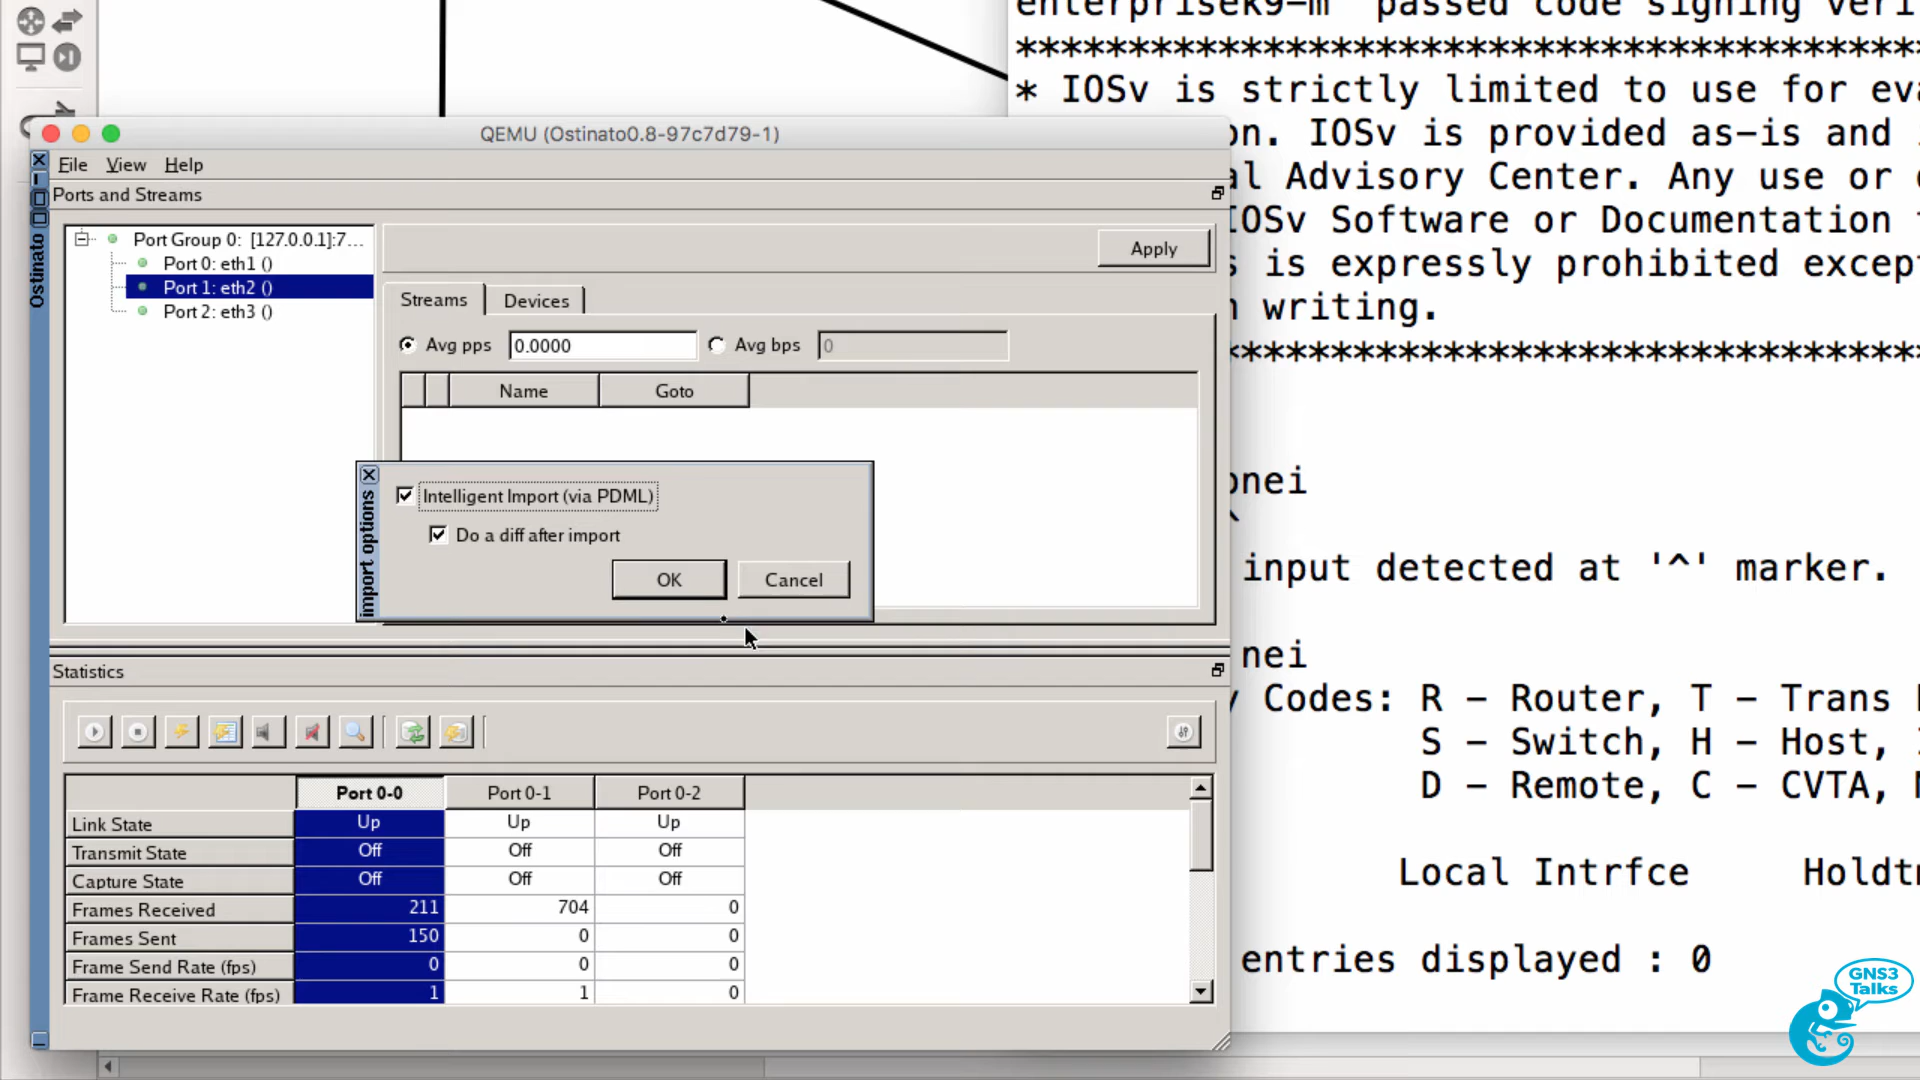 enterprisek9-m passed code signing veri
****************************************
* IOSv is strictly limited to use for eva
on. IOSv is provided as-is and
al Advisory Center. Any use or
IOSv Software or Documentation
s is expressly prohibited except
n writing.
****************************************
onei
^
input detected at '^' marker.
nei
y Codes: R - Router, T - Trans
S - Switch, H - Host,
D - Remote, C - CVTA,
Local Intrfce Holdtm
entries displayed : 0
QEMU (Ostinato0.8-97c7d79-1)
Ostinato
File View Help
Ports and Streams
Port Group 0: [127.0.0.1]:7...
Port 0: eth1 ()
Port 1: eth2 ()
Port 2: eth3 ()
Apply
Streams Devices
Avg pps 0.0000 Avg bps 0
Name Goto
import options
Intelligent Import (via PDML)
Do a diff after import
OK Cancel
Statistics
Port 0-0 Port 0-1 Port 0-2
Link State Up Up Up
Transmit State Off Off Off
Capture State Off Off Off
Frames Received 211 704 0
Frames Sent 150 0 0
Frame Send Rate (fps) 0 0 0
Frame Receive Rate (fps) 1 1 0
GNS3
Talks